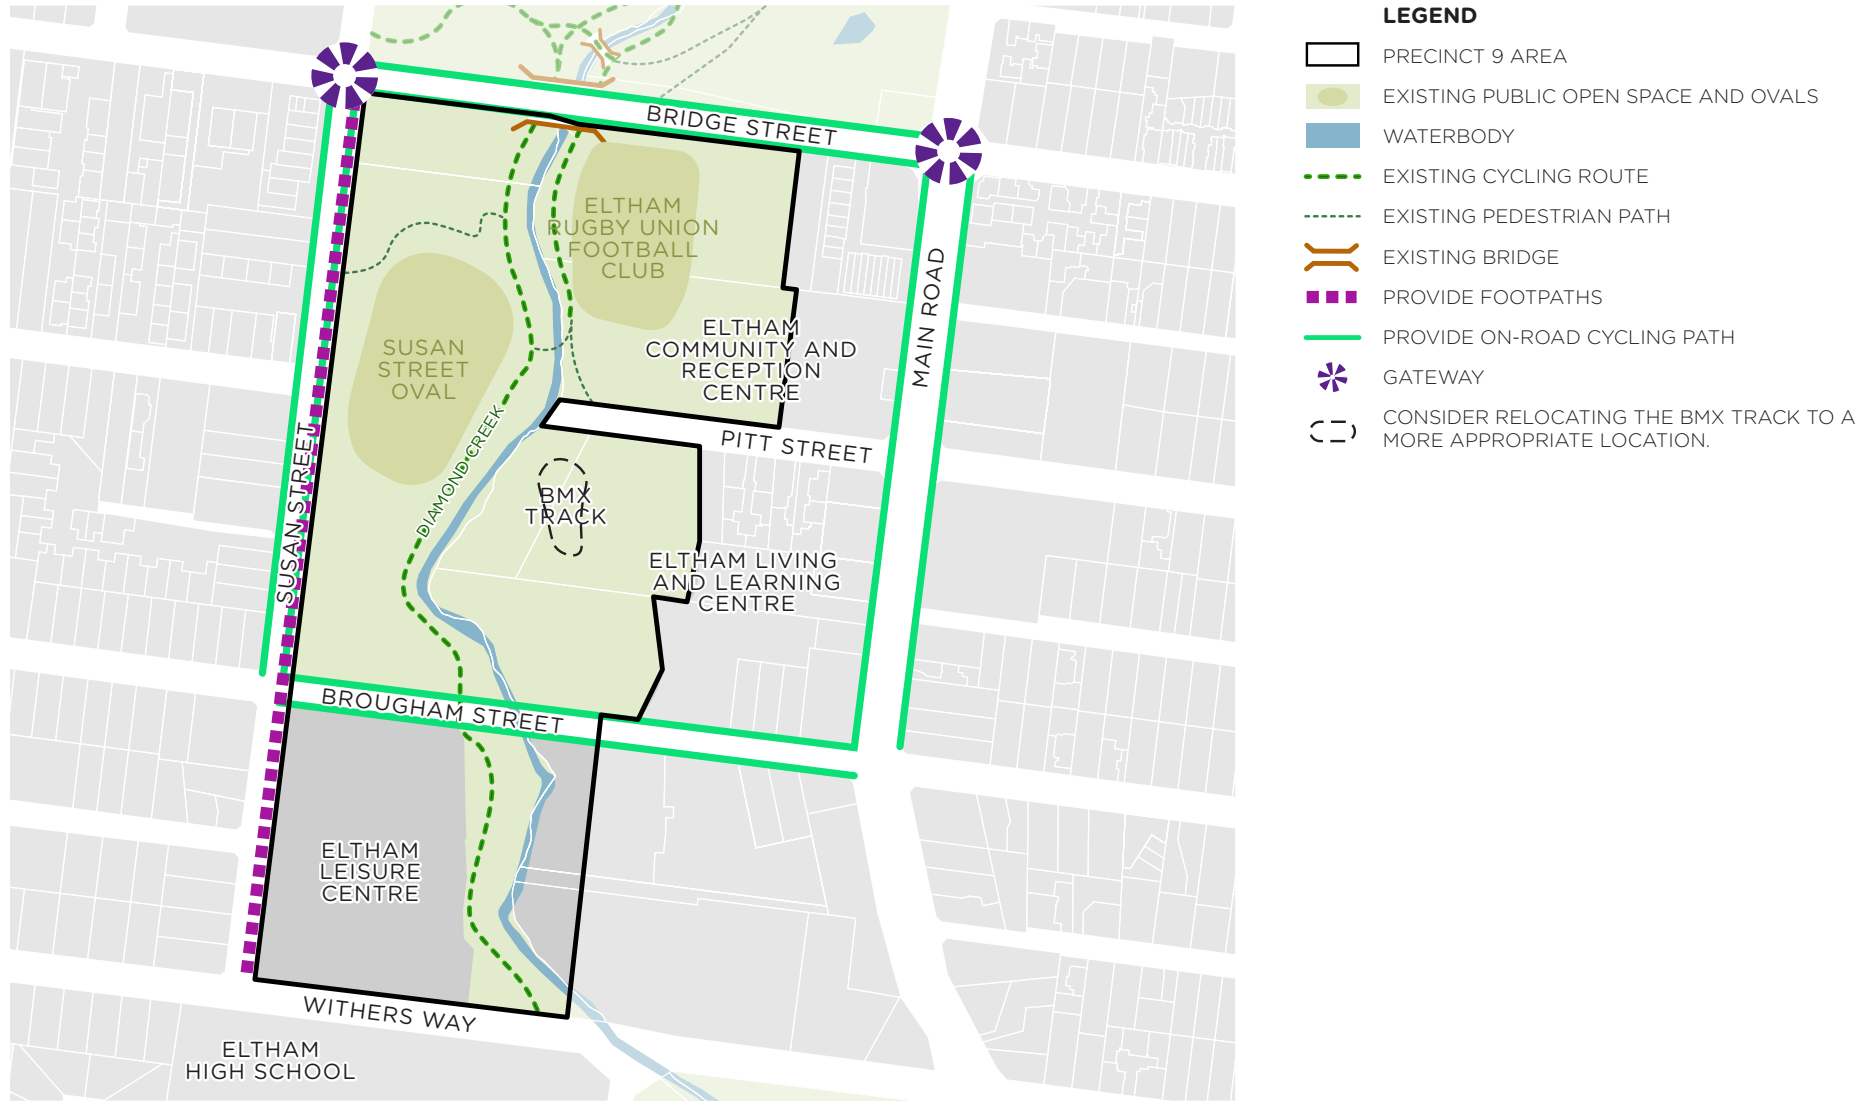 BRIDGE STREET
ELTHAM
RUGBY UNION
FOOTBALL
CLUB
MAIN ROAD
SUSAN
STREET
OVAL
ELTHAM
COMMUNITY AND
RECEPTION
CENTRE
PITT STREET
DIAMOND CREEK
SUSAN STREET
BMX
TRACK
ELTHAM LIVING
AND LEARNING
CENTRE
BROUGHAM STREET
ELTHAM
LEISURE
CENTRE
WITHERS WAY
ELTHAM
HIGH SCHOOL
LEGEND
PRECINCT 9 AREA
EXISTING PUBLIC OPEN SPACE AND OVALS
WATERBODY
EXISTING CYCLING ROUTE
EXISTING PEDESTRIAN PATH
EXISTING BRIDGE
PROVIDE FOOTPATHS
PROVIDE ON-ROAD CYCLING PATH
GATEWAY
CONSIDER RELOCATING THE BMX TRACK TO A
MORE APPROPRIATE LOCATION.